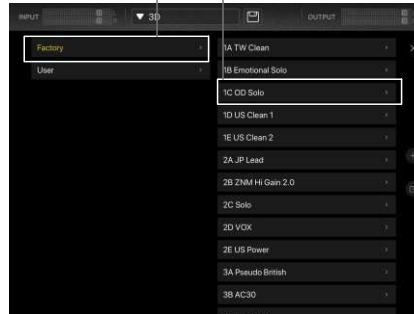 INPUT
▼ 3D
OUTPUT
Factory
User
1A TW Clean
1B Emotional Solo
1C OD Solo
1D US Clean 1
1E US Clean 2
2A JP Lead
2B ZNM Hi Gain 2.0
2C Solo
2D VOX
2E US Power
3A Pseudo British
3B AC30